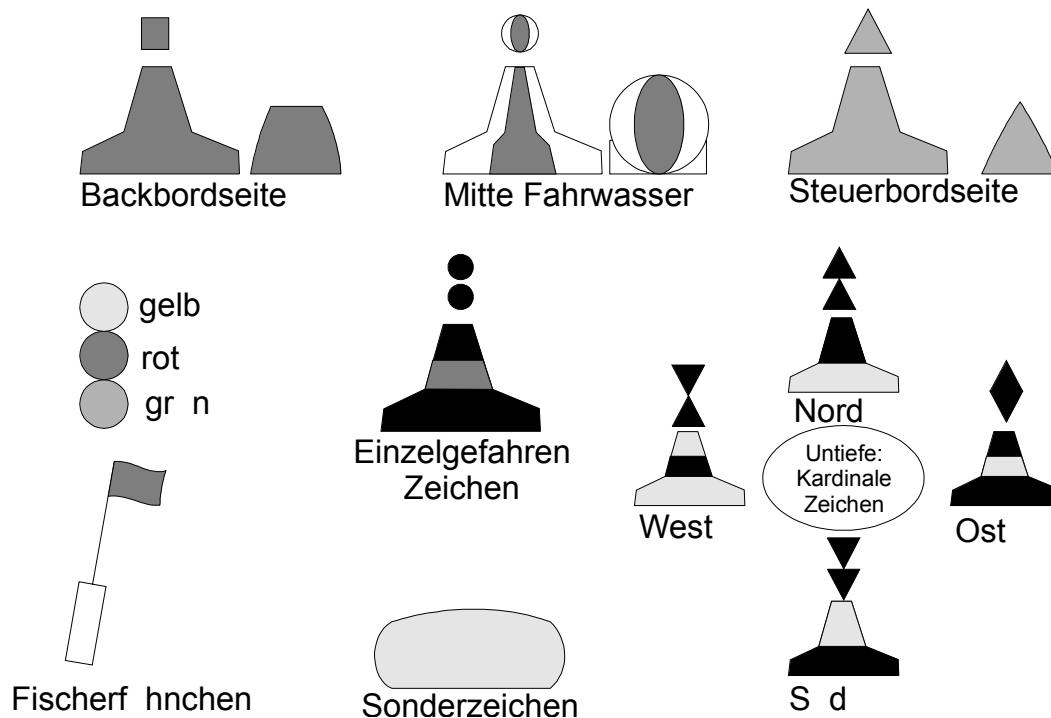 Backbordseite
Mitte Fahrwasser
Steuerbordseite
gelb
rot
gr n
Einzelgefahren
Zeichen
Nord
Untiefe:
Kardinale
Zeichen
West
Ost
Fischerf hnchen
Sonderzeichen
S d